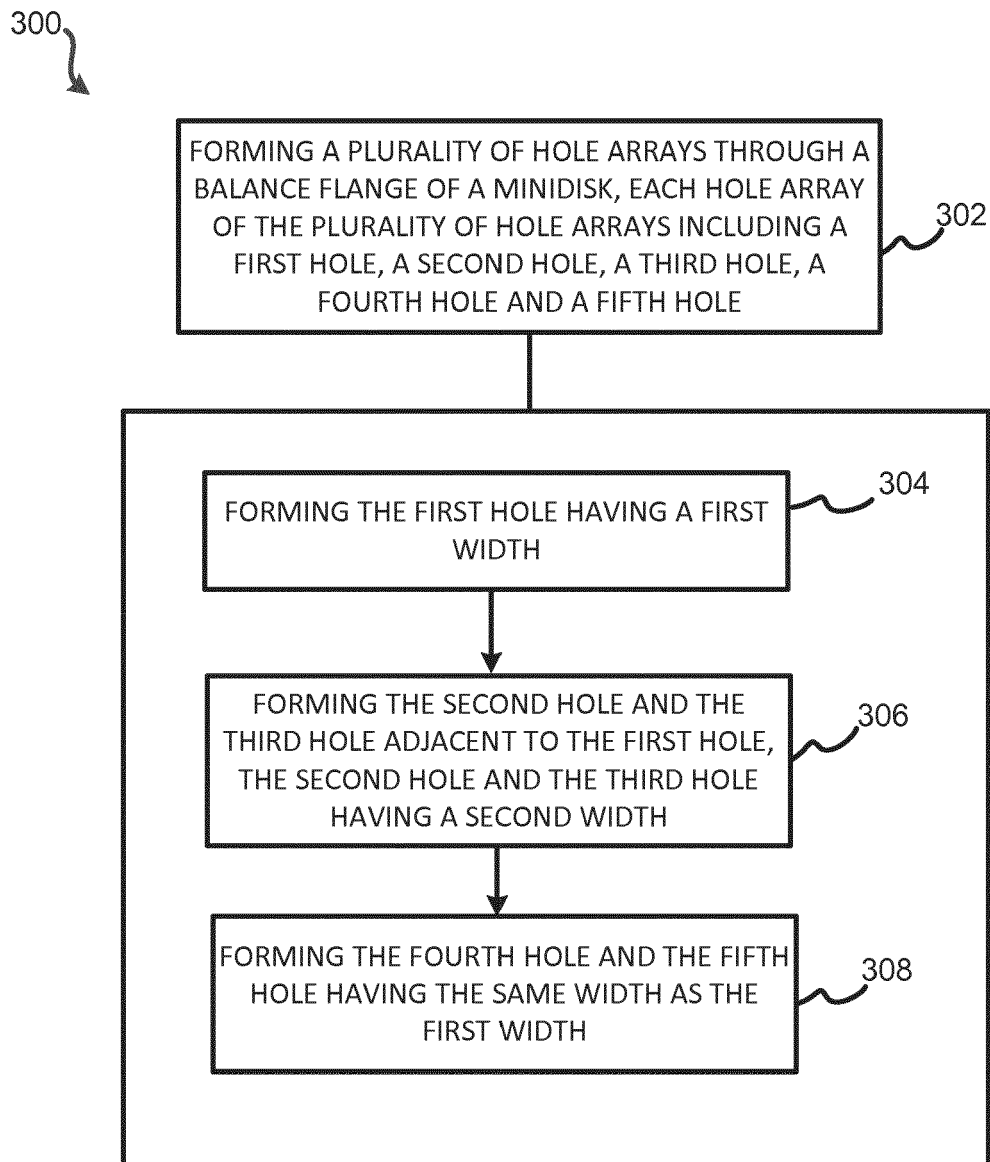 300
FORMING A PLURALITY OF HOLE ARRAYS THROUGH A
BALANCE FLANGE OF A MINIDISK, EACH HOLE ARRAY
OF THE PLURALITY OF HOLE ARRAYS INCLUDING A
FIRST HOLE, A SECOND HOLE, A THIRD HOLE, A
FOURTH HOLE AND A FIFTH HOLE
302
FORMING THE FIRST HOLE HAVING A FIRST
WIDTH
304
FORMING THE SECOND HOLE AND THE
THIRD HOLE ADJACENT TO THE FIRST HOLE,
THE SECOND HOLE AND THE THIRD HOLE
HAVING A SECOND WIDTH
306
FORMING THE FOURTH HOLE AND THE FIFTH
HOLE HAVING THE SAME WIDTH AS THE
FIRST WIDTH
308